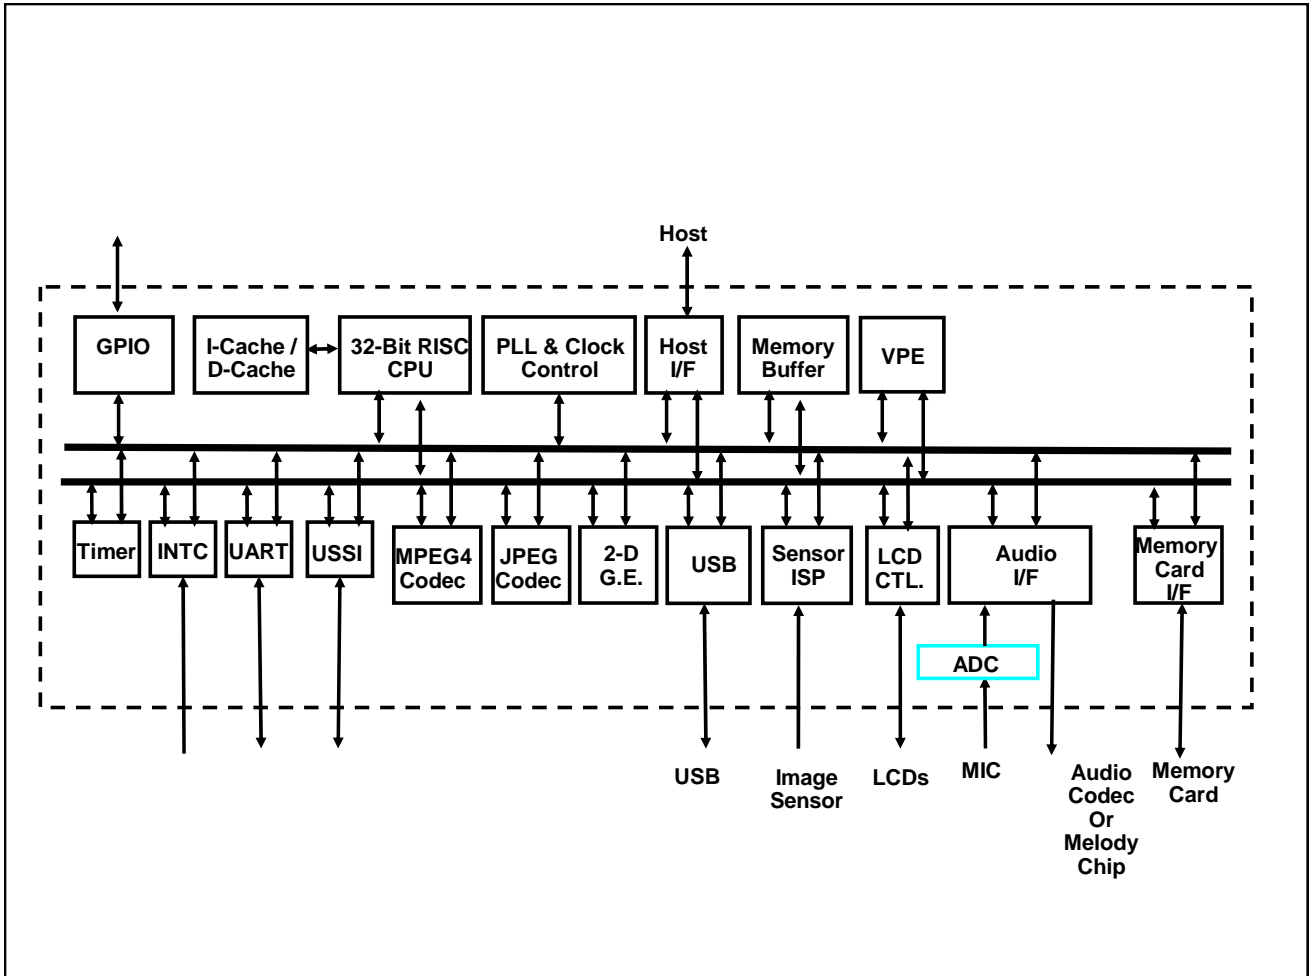 Host
GPIO
I-Cache /
D-Cache
32-Bit RISC
CPU
PLL & Clock
Control
Host
I/F
Memory
Buffer
VPE
Timer
INTC
UART
USSI
MPEG4
Codec
JPEG
Codec
2-D
G.E.
USB
Sensor
ISP
LCD
CTL.
Audio
I/F
Memory
Card
I/F
ADC
USB
Image
Sensor
LCDs
MIC
Audio
Codec
Or
Melody
Chip
Memory
Card